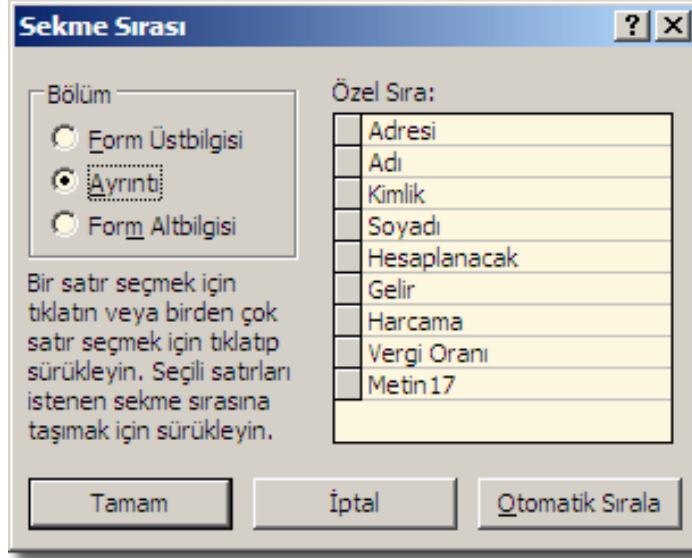 Sekme Sırası
Bölüm
Form Üstbilgisi
Ayrıntı
Form Altbilgisi
Bir satır seçmek için
tıklatın veya birden çok
satır seçmek için tıklatıp
sürükleyin. Seçili satırları
istenen sekme sırasına
taşımak için sürükleyin.
Özel Sıra:
Adresi
Adı
Kimlik
Soyadı
Hesaplanacak
Gelir
Harcama
Vergi Oranı
Metin17
Tamam
İptal
Otomatik Sırala